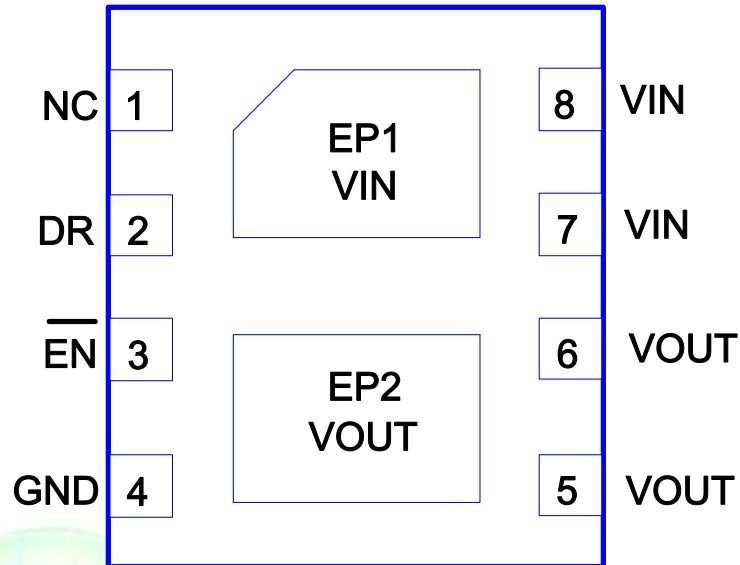 NC 1
EP1
VIN
8 VIN
DR 2
7 VIN
E̅N̅ 3
6 VOUT
EP2
VOUT
GND 4
5 VOUT